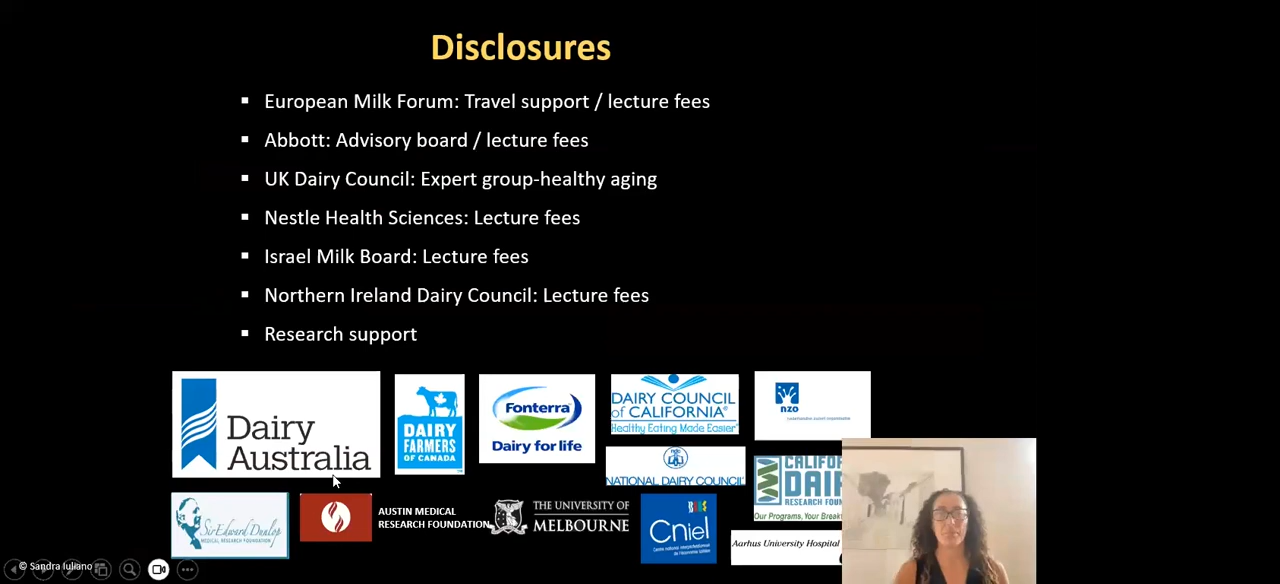 Disclosures
European Milk Forum: Travel support / lecture fees
Abbott: Advisory board / lecture fees
UK Dairy Council: Expert group-healthy aging
Nestle Health Sciences: Lecture fees
Israel Milk Board: Lecture fees
Northern Ireland Dairy Council: Lecture fees
Research support
Dairy
Australia
DAIRY
FARMERS
OF CANADA
Fonterra
Dairy for life
DAIRY COUNCIL
of CALIFORNIA
Healthy Eating Made Easier
nzo
NATIONAL DAIRY COUNCIL
CALIFOR
DAI
RESEARCH FOUN
Our Programs, Your Break
Sir Edward Dunlop
MEDICAL RESEARCH FOUNDATION
AUSTIN MEDICAL
RESEARCH FOUNDATION
THE UNIVERSITY OF
MELBOURNE
Cniel
Aarhus University Hospital
© Sandra Iuliano